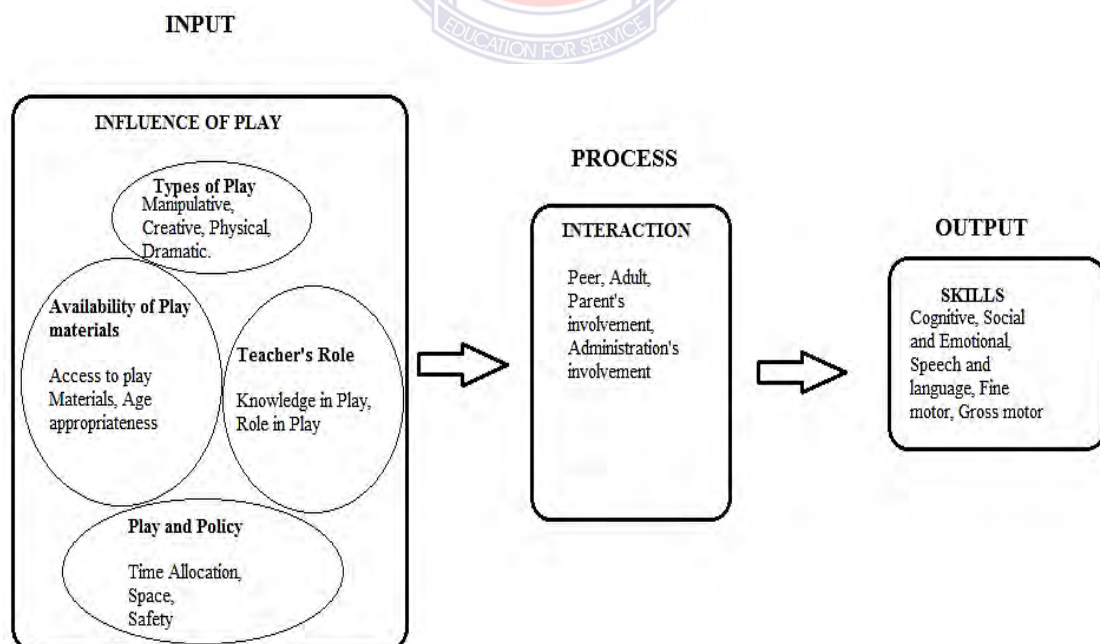 EDUCATION FOR SERVICE
INPUT
INFLUENCE OF PLAY
Types of Play
Manipulative,
Creative, Physical,
Dramatic.
Availability of Play
materials
Access to play
Materials, Age
appropriateness
Teacher's Role
Knowledge in Play,
Role in Play
Play and Policy
Time Allocation,
Space,
Safety
PROCESS
INTERACTION
Peer, Adult,
Parent's
involvement,
Administration's
involvement
OUTPUT
SKILLS
Cognitive, Social
and Emotional,
Speech and
language, Fine
motor, Gross motor